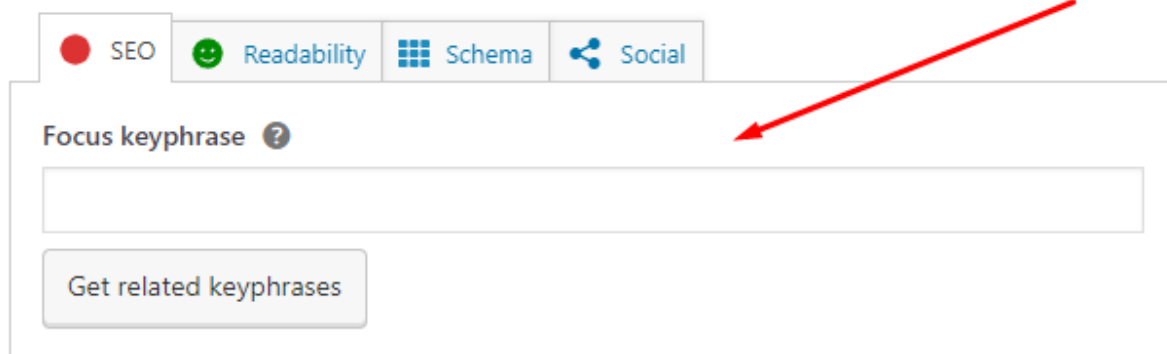 SEO Readability Schema Social
Focus keyphrase ?
Get related keyphrases